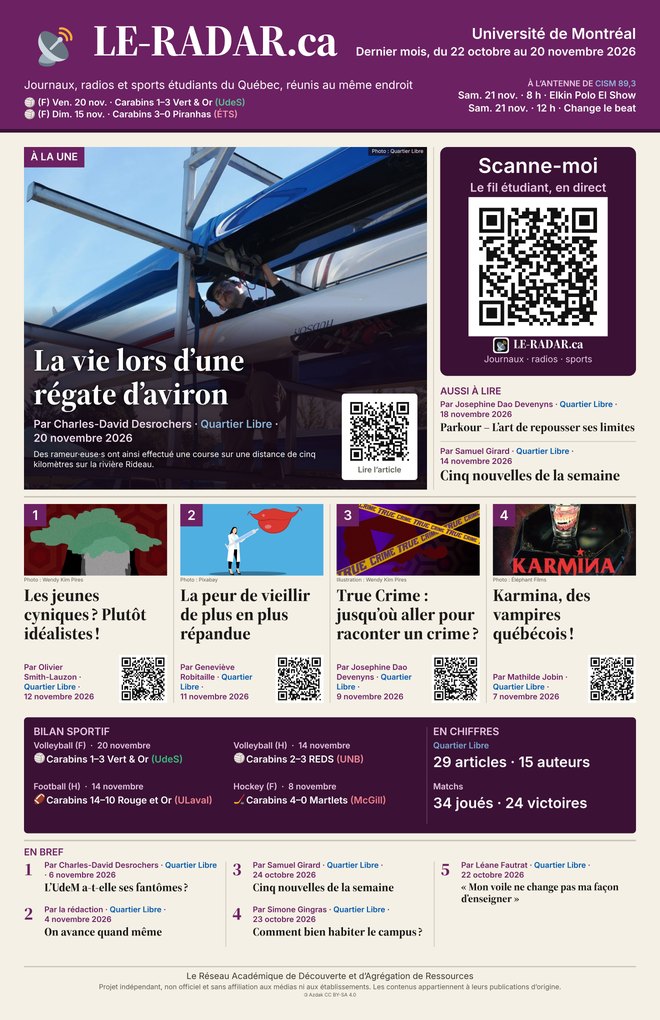 LE-RADAR.ca
Université de Montréal
Dernier mois, du 22 octobre au 20 novembre 2026
Journaux, radios et sports étudiants du Québec, réunis au même endroit
(F) Ven. 20 nov. · Carabins 1–3 Vert & Or (UdeS)
(F) Dim. 15 nov. · Carabins 3–0 Piranhas (ÉTS)
À L'ANTENNE DE CISM 89,3
Sam. 21 nov. · 8 h · Elkin Polo El Show
Sam. 21 nov. · 12 h · Change le beat
À LA UNE
Photo : Quartier Libre
HUDSON
La vie lors d'une
régate d'aviron
Par Charles-David Desrochers · Quartier Libre ·
20 novembre 2026
Des rameur·euse·s ont ainsi effectué une course sur une distance de cinq
kilomètres sur la rivière Rideau.
Lire l'article
Scanne-moi
Le fil étudiant, en direct
LE-RADAR.ca
Journaux · radios · sports
AUSSI À LIRE
Par Josephine Dao Devenyns · Quartier Libre ·
18 novembre 2026
Parkour – L'art de repousser ses limites
Par Samuel Girard · Quartier Libre ·
14 novembre 2026
Cinq nouvelles de la semaine
1
Photo : Wendy Kim Pires
Les jeunes
cyniques ? Plutôt
idéalistes !
Par Olivier
Smith-Lauzon ·
Quartier Libre ·
12 novembre 2026
2
Photo : Pixabay
La peur de vieillir
de plus en plus
répandue
Par Geneviève
Robitaille · Quartier
Libre ·
11 novembre 2026
3
TRUE CRIME TRUE CRIME
TRUE CRIME TRUE CRIME
Illustration : Wendy Kim Pires
True Crime :
jusqu'où aller pour
raconter un crime ?
Par Josephine Dao
Devenyns · Quartier
Libre ·
9 novembre 2026
4
KARMINA
Photo : Éléphant Films
Karmina, des
vampires
québécois !
Par Mathilde Jobin ·
Quartier Libre ·
7 novembre 2026
BILAN SPORTIF
Volleyball (F) · 20 novembre
Carabins 1–3 Vert & Or (UdeS)
Volleyball (H) · 14 novembre
Carabins 2–3 REDS (UNB)
Football (H) · 14 novembre
Carabins 14–10 Rouge et Or (ULaval)
Hockey (F) · 8 novembre
Carabins 4–0 Martlets (McGill)
EN CHIFFRES
Quartier Libre
29 articles · 15 auteurs
Matchs
34 joués · 24 victoires
EN BREF
1
Par Charles-David Desrochers · Quartier Libre
· 6 novembre 2026
L'UdeM a-t-elle ses fantômes ?
2
Par la rédaction · Quartier Libre ·
4 novembre 2026
On avance quand même
3
Par Samuel Girard · Quartier Libre ·
24 octobre 2026
Cinq nouvelles de la semaine
4
Par Simone Gingras · Quartier Libre ·
23 octobre 2026
Comment bien habiter le campus ?
5
Par Léane Fautrat · Quartier Libre ·
22 octobre 2026
« Mon voile ne change pas ma façon
d'enseigner »
Le Réseau Académique de Découverte et d'Agrégation de Ressources
Projet indépendant, non officiel et sans affiliation aux médias ni aux établissements. Les contenus appartiennent à leurs publications d'origine.
Azdak CC BY-SA 4.0